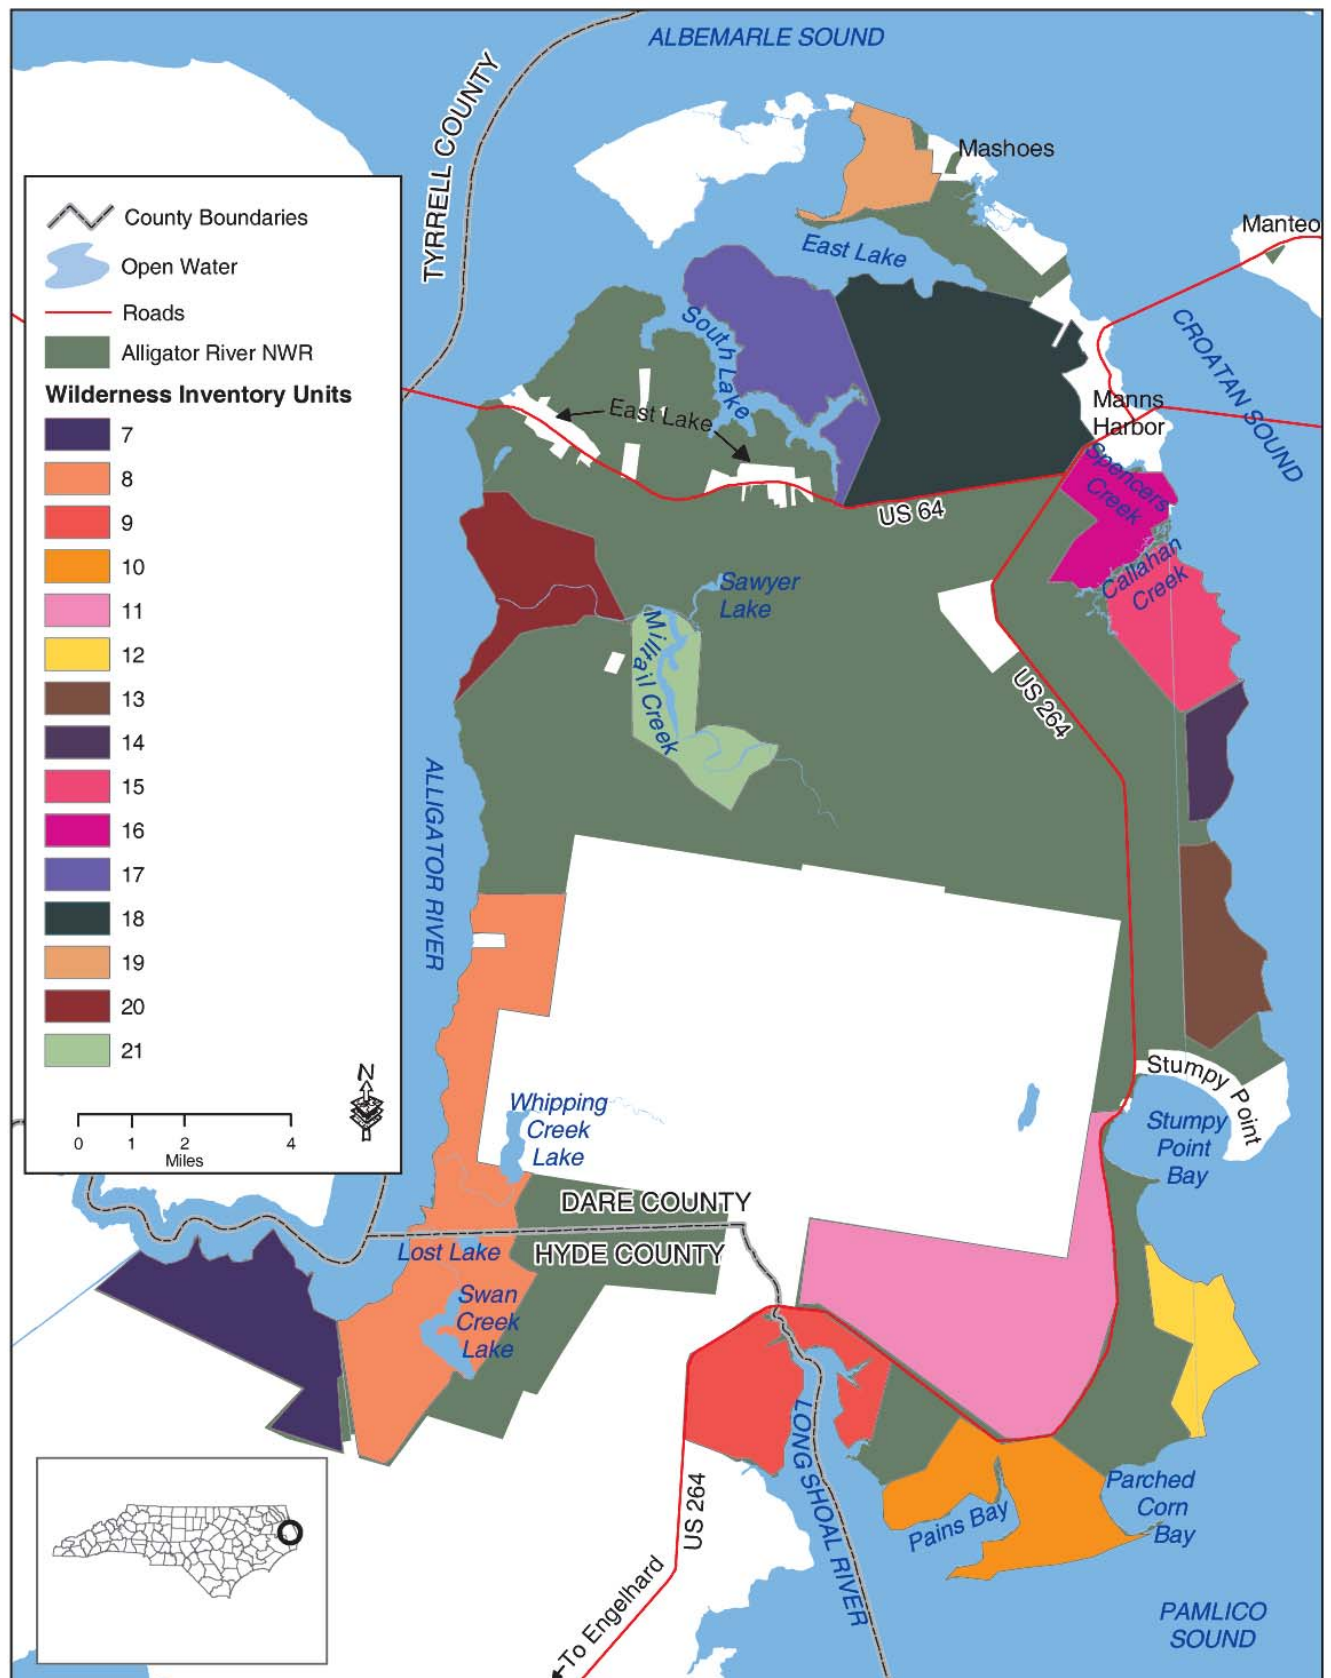 ALBEMARLE SOUND
TYRRELL COUNTY
Mashoes
Manteo
East Lake
CROATAN SOUND
South Lake
East Lake
Manns
Harbor
Spencers
Creek
US 64
Callahan
Creek
Sawyer
Lake
Milltail Creek
US 264
ALLIGATOR RIVER
Stumpy Point
Stumpy
Point
Bay
Whipping
Creek
Lake
DARE COUNTY
HYDE COUNTY
Lost Lake
Swan
Creek
Lake
LONG SHOAL RIVER
US 264
Pains Bay
Parched
Corn
Bay
To Engelhard
PAMLICO
SOUND
County Boundaries
Open Water
Roads
Alligator River NWR
Wilderness Inventory Units
7
8
9
10
11
12
13
14
15
16
17
18
19
20
21
N
0 1 2 4
Miles